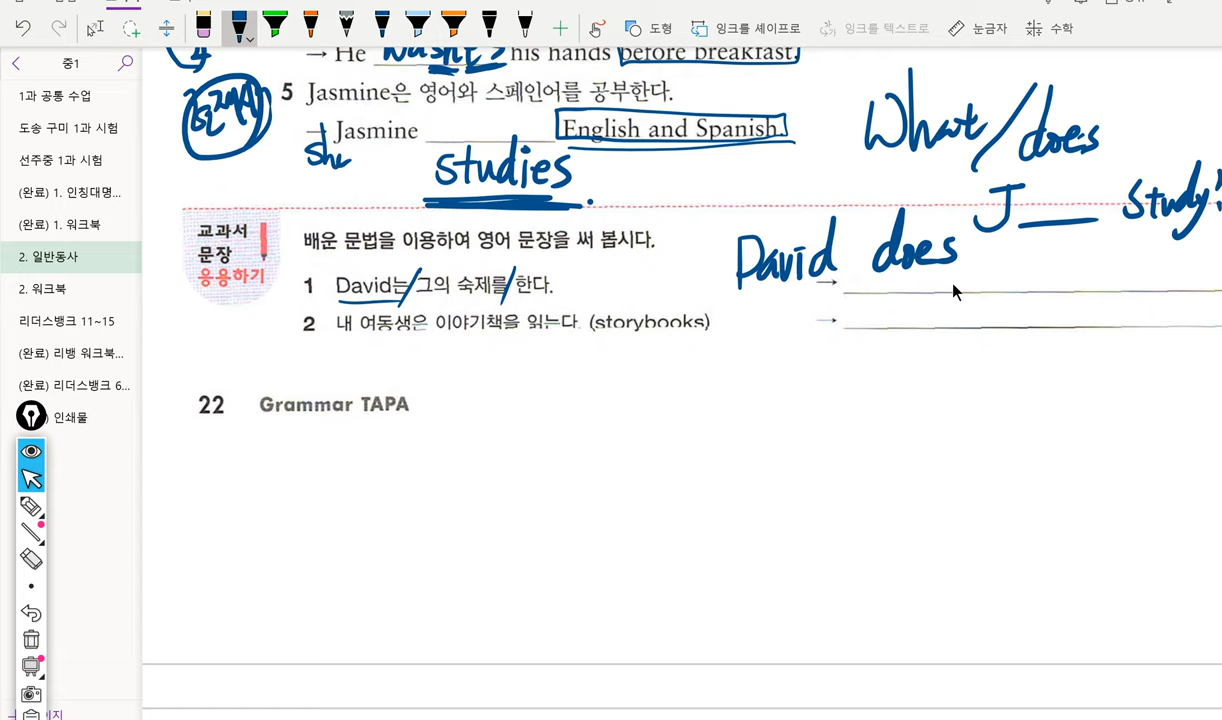 도형
잉크를 셰이프로
잉크를 텍스트로
눈금자
수학
중1
1과 공통 수업
도송 구미 1과 시험
선주중 1과 시험
(완료) 1. 인칭대명...
(완료) 1. 워크북
2. 일반동사
2. 워크북
리더스뱅크 11~15
(완료) 리뱅 워크북...
(완료) 리더스뱅크 6...
인쇄물
→ He washes his hands before breakfast.
5 Jasmine은 영어와 스페인어를 공부한다.
→ Jasmine English and Spanish.
she
studies.
What / does
J study?
교과서
문장
응용하기
배운 문법을 이용하여 영어 문장을 써 봅시다.
David does
1 David는/그의 숙제를/한다. →
2 내 여동생은 이야기책을 읽는다. (storybooks) →
22 Grammar TAPA